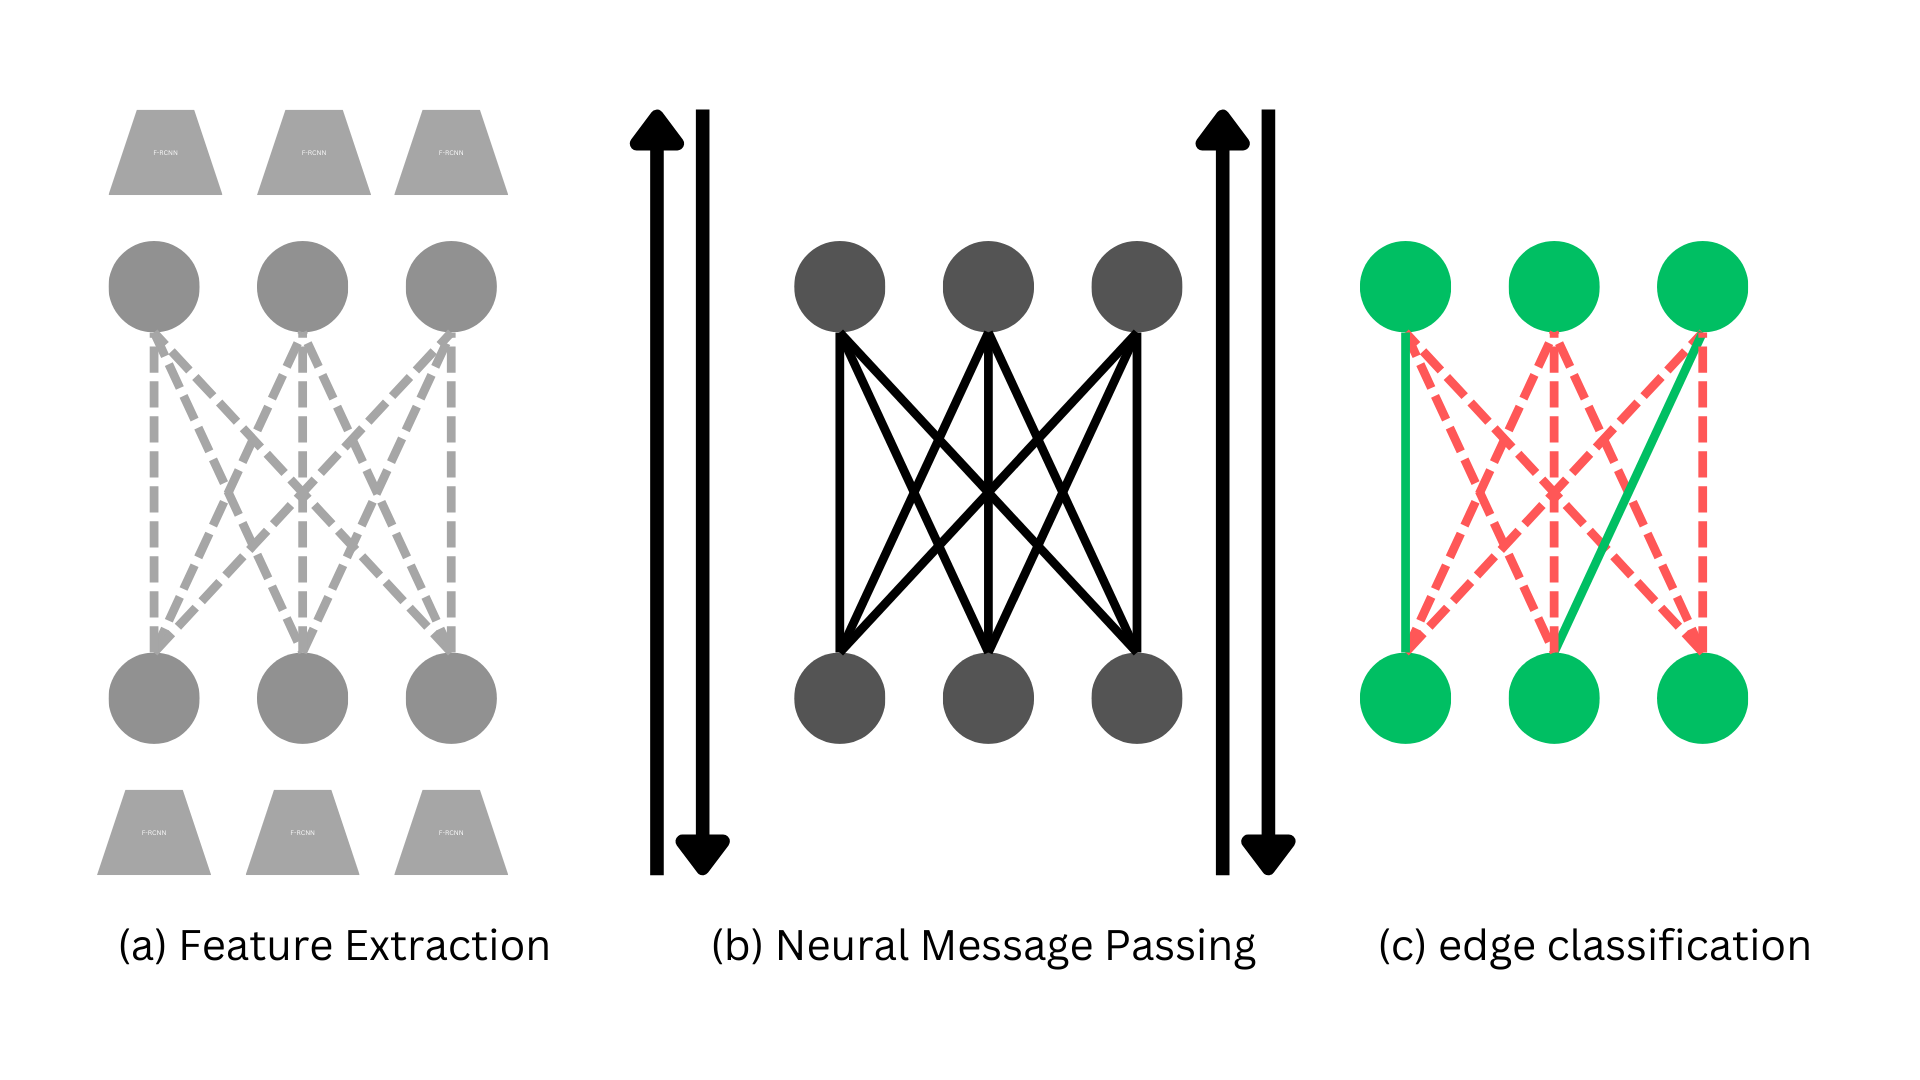 F-RCNN
F-RCNN
F-RCNN
F-RCNN
F-RCNN
F-RCNN
(a) Feature Extraction
(b) Neural Message Passing
(c) edge classification